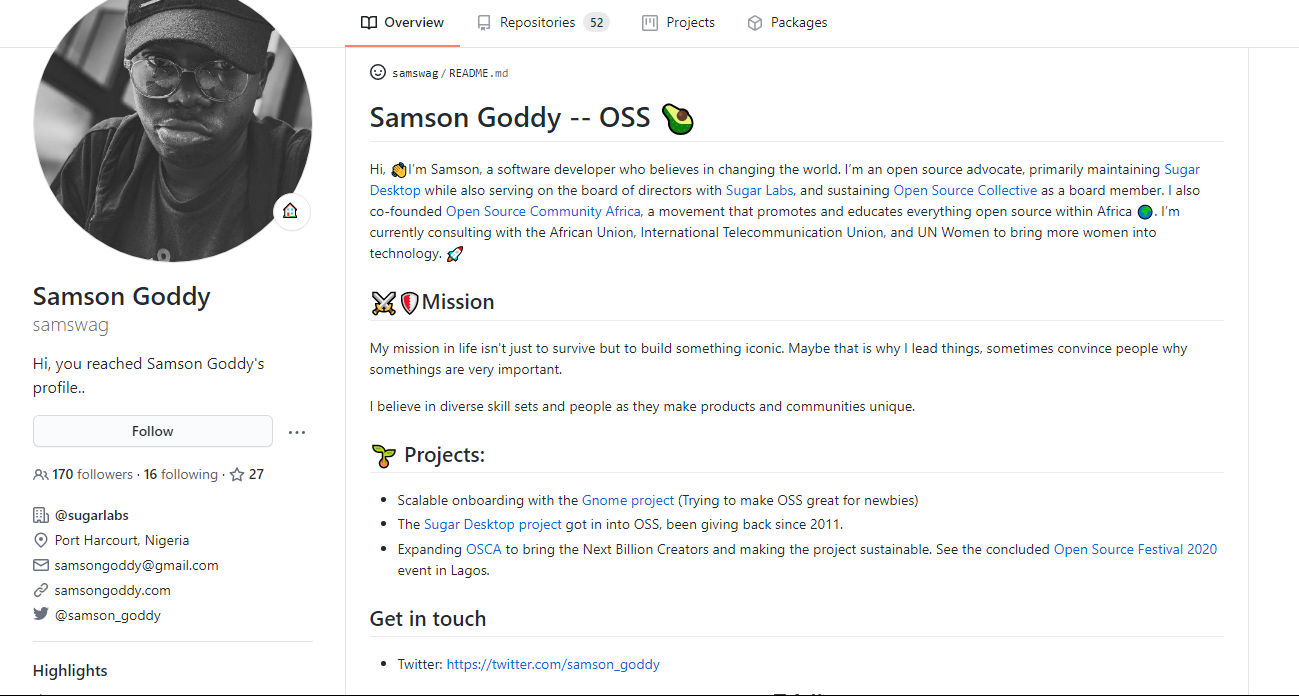 Overview
Repositories 52
Projects
Packages
samswag / README.md
Samson Goddy -- OSS
Hi, I'm Samson, a software developer who believes in changing the world. I'm an open source advocate, primarily maintaining Sugar
Desktop while also serving on the board of directors with Sugar Labs, and sustaining Open Source Collective as a board member. I also
co-founded Open Source Community Africa, a movement that promotes and educates everything open source within Africa . I'm
currently consulting with the African Union, International Telecommunication Union, and UN Women to bring more women into
technology.
Mission
My mission in life isn't just to survive but to build something iconic. Maybe that is why I lead things, sometimes convince people why
somethings are very important.
I believe in diverse skill sets and people as they make products and communities unique.
Projects:
Scalable onboarding with the Gnome project (Trying to make OSS great for newbies)
The Sugar Desktop project got in into OSS, been giving back since 2011.
Expanding OSCA to bring the Next Billion Creators and making the project sustainable. See the concluded Open Source Festival 2020
event in Lagos.
Get in touch
Twitter: https://twitter.com/samson_goddy
Samson Goddy
samswag
Hi, you reached Samson Goddy's
profile..
Follow
170 followers · 16 following · 27
@sugarlabs
Port Harcourt, Nigeria
samsongoddy@gmail.com
samsongoddy.com
@samson_goddy
Highlights